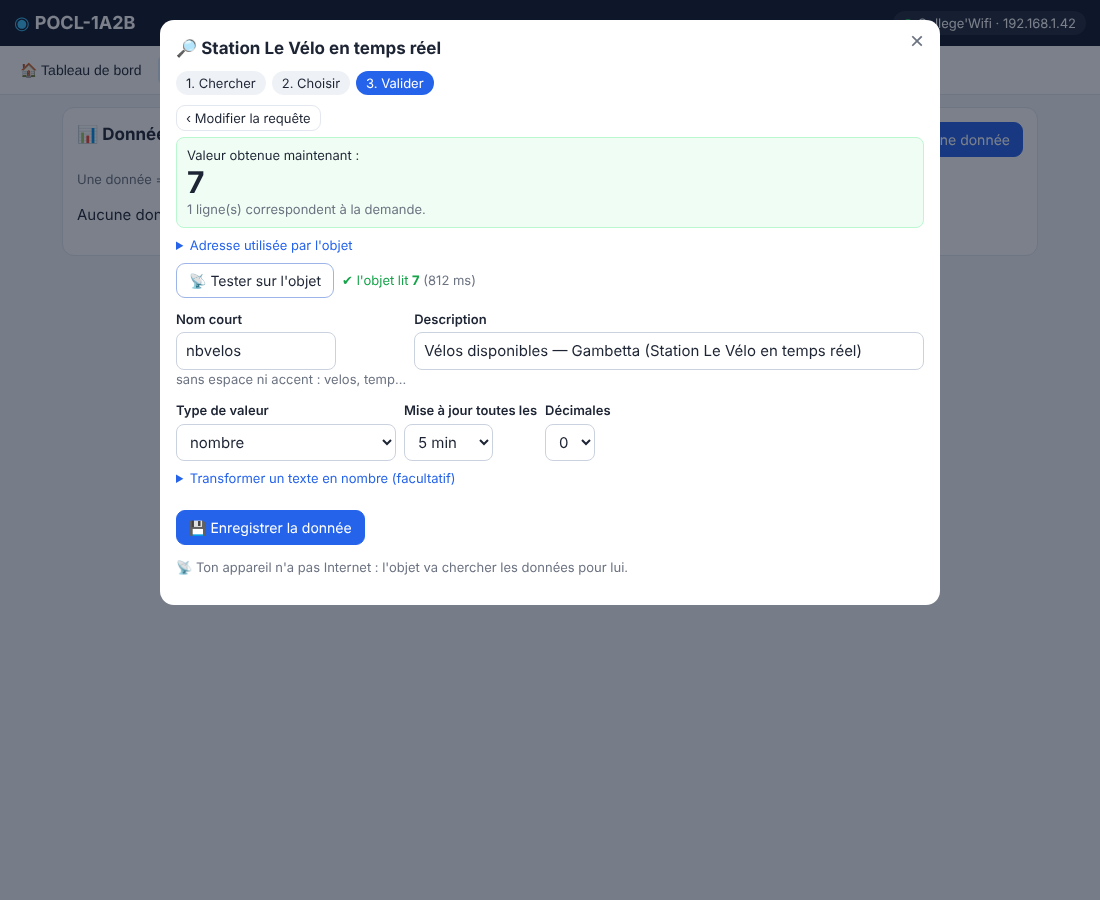 POCL-1A2B
llege'Wifi · 192.168.1.42
🏠 Tableau de bord
📊 Donnée
ne donnée
Une donnée =
Aucune don
🔎 Station Le Vélo en temps réel
✕
1. Chercher
2. Choisir
3. Valider
‹ Modifier la requête
Valeur obtenue maintenant :
7
1 ligne(s) correspondent à la demande.
▶ Adresse utilisée par l'objet
📡 Tester sur l'objet
✔ l'objet lit 7 (812 ms)
Nom court
Description
nbvelos
Vélos disponibles — Gambetta (Station Le Vélo en temps réel)
sans espace ni accent : velos, temp…
Type de valeur
Mise à jour toutes les
Décimales
nombre
5 min
0
▶ Transformer un texte en nombre (facultatif)
💾 Enregistrer la donnée
📡 Ton appareil n'a pas Internet : l'objet va chercher les données pour lui.